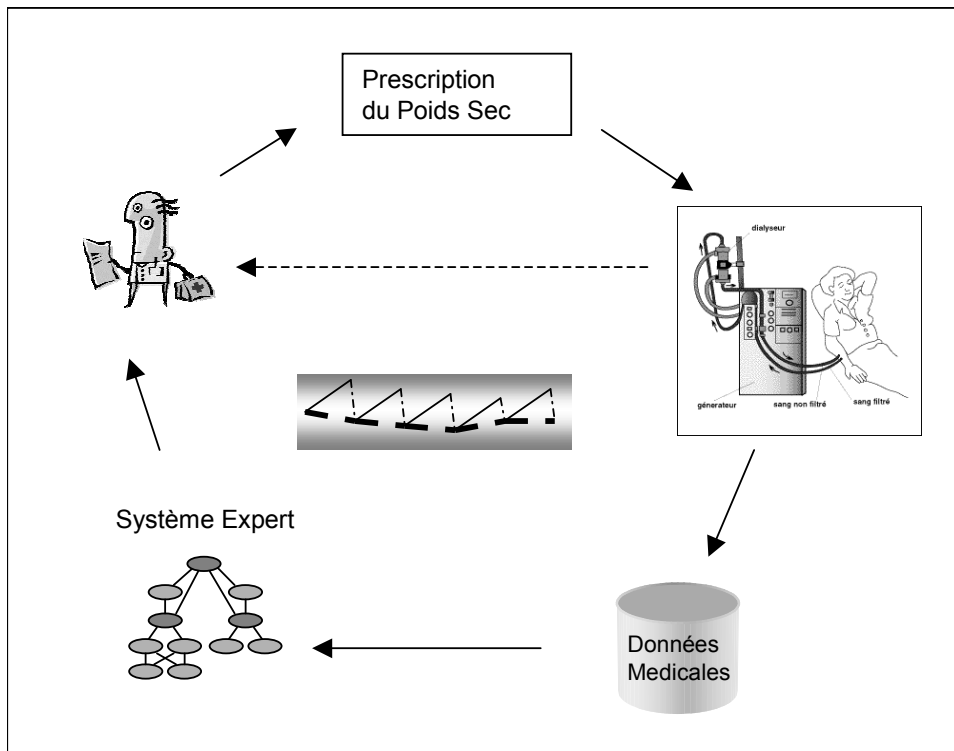 Prescription
du Poids Sec
dialyseur
générateur
sang non filtré
sang filtré
Système Expert
Données
Medicales